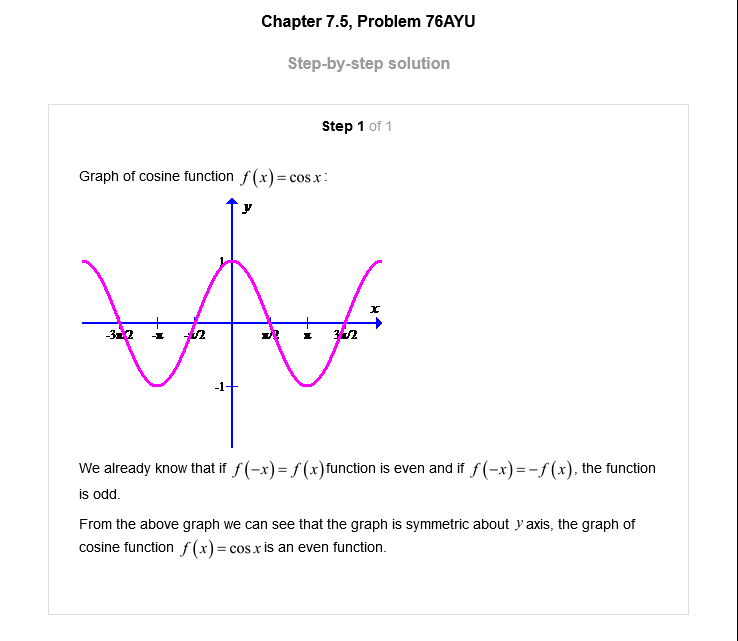 Chapter 7.5, Problem 76AYU
Step-by-step solution
Step 1 of 1
Graph of cosine function f(x)=cosx:
y
1
x
-3π/2 -π -π/2 π/2 π 3π/2
-1
We already know that if f(−x)=f(x)function is even and if f(−x)=−f(x), the function
is odd.
From the above graph we can see that the graph is symmetric about y axis, the graph of
cosine function f(x)=cosx is an even function.